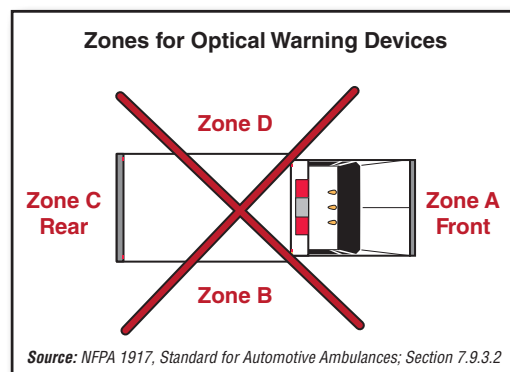 Zones for Optical Warning Devices
Zone D
Zone C
Rear
Zone A
Front
Zone B
Source: NFPA 1917, Standard for Automotive Ambulances; Section 7.9.3.2